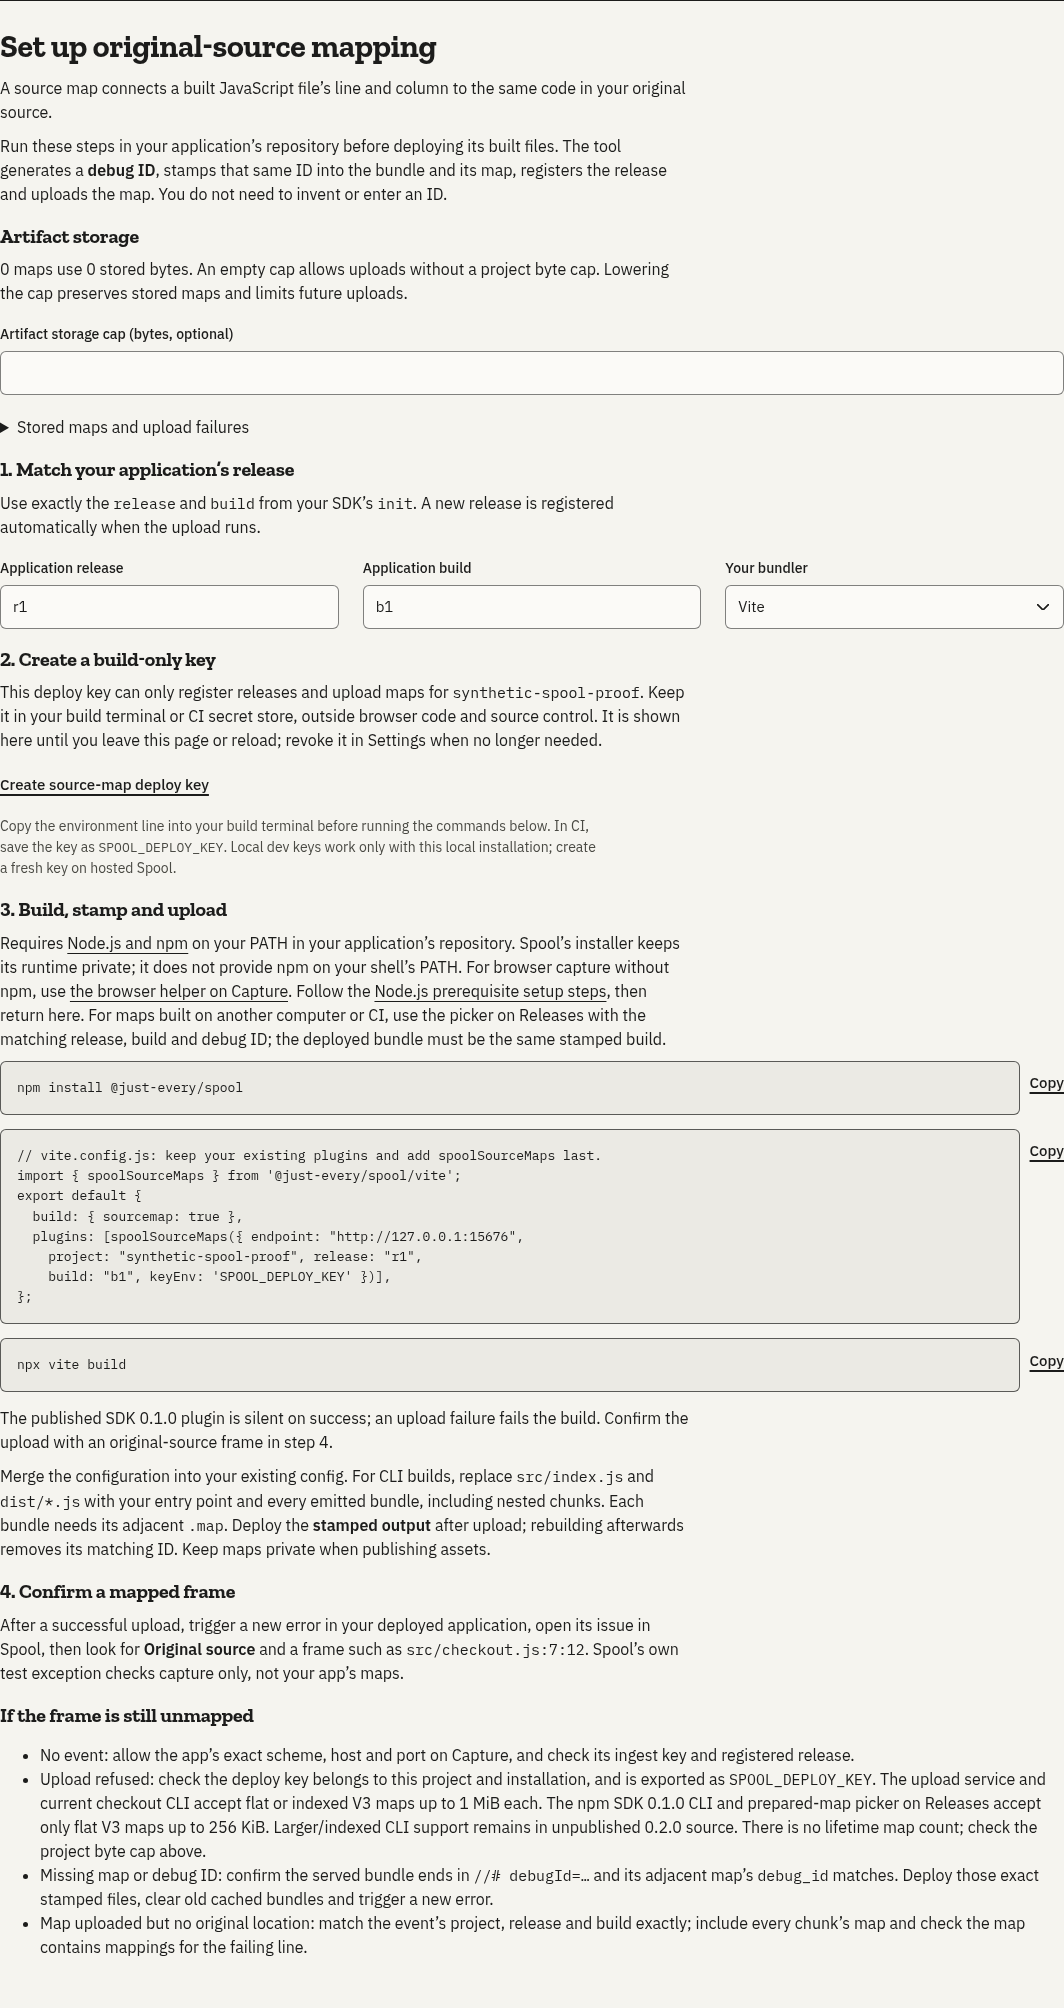 Set up original-source mapping
A source map connects a built JavaScript file’s line and column to the same code in your original
source.
Run these steps in your application’s repository before deploying its built files. The tool
generates a debug ID, stamps that same ID into the bundle and its map, registers the release
and uploads the map. You do not need to invent or enter an ID.
Artifact storage
0 maps use 0 stored bytes. An empty cap allows uploads without a project byte cap. Lowering
the cap preserves stored maps and limits future uploads.
Artifact storage cap (bytes, optional)
Stored maps and upload failures
1. Match your application’s release
Use exactly the release and build from your SDK’s init. A new release is registered
automatically when the upload runs.
Application release
Application build
Your bundler
r1
b1
Vite
2. Create a build-only key
This deploy key can only register releases and upload maps for synthetic-spool-proof. Keep
it in your build terminal or CI secret store, outside browser code and source control. It is shown
here until you leave this page or reload; revoke it in Settings when no longer needed.
Create source-map deploy key
Copy the environment line into your build terminal before running the commands below. In CI,
save the key as SPOOL_DEPLOY_KEY. Local dev keys work only with this local installation; create
a fresh key on hosted Spool.
3. Build, stamp and upload
Requires Node.js and npm on your PATH in your application’s repository. Spool’s installer keeps
its runtime private; it does not provide npm on your shell’s PATH. For browser capture without
npm, use the browser helper on Capture. Follow the Node.js prerequisite setup steps, then
return here. For maps built on another computer or CI, use the picker on Releases with the
matching release, build and debug ID; the deployed bundle must be the same stamped build.
npm install @just-every/spool
Copy
// vite.config.js: keep your existing plugins and add spoolSourceMaps last.
Copy
import { spoolSourceMaps } from '@just-every/spool/vite';
export default {
  build: { sourcemap: true },
  plugins: [spoolSourceMaps({ endpoint: "http://127.0.0.1:15676",
    project: "synthetic-spool-proof", release: "r1",
    build: "b1", keyEnv: 'SPOOL_DEPLOY_KEY' })],
};
npx vite build
Copy
The published SDK 0.1.0 plugin is silent on success; an upload failure fails the build. Confirm the
upload with an original-source frame in step 4.
Merge the configuration into your existing config. For CLI builds, replace src/index.js and
dist/*.js with your entry point and every emitted bundle, including nested chunks. Each
bundle needs its adjacent .map. Deploy the stamped output after upload; rebuilding afterwards
removes its matching ID. Keep maps private when publishing assets.
4. Confirm a mapped frame
After a successful upload, trigger a new error in your deployed application, open its issue in
Spool, then look for Original source and a frame such as src/checkout.js:7:12. Spool’s own
test exception checks capture only, not your app’s maps.
If the frame is still unmapped
• No event: allow the app’s exact scheme, host and port on Capture, and check its ingest key and registered release.
• Upload refused: check the deploy key belongs to this project and installation, and is exported as SPOOL_DEPLOY_KEY. The upload service and
current checkout CLI accept flat or indexed V3 maps up to 1 MiB each. The npm SDK 0.1.0 CLI and prepared-map picker on Releases accept
only flat V3 maps up to 256 KiB. Larger/indexed CLI support remains in unpublished 0.2.0 source. There is no lifetime map count; check the
project byte cap above.
• Missing map or debug ID: confirm the served bundle ends in //# debugId=… and its adjacent map’s debug_id matches. Deploy those exact
stamped files, clear old cached bundles and trigger a new error.
• Map uploaded but no original location: match the event’s project, release and build exactly; include every chunk’s map and check the map
contains mappings for the failing line.